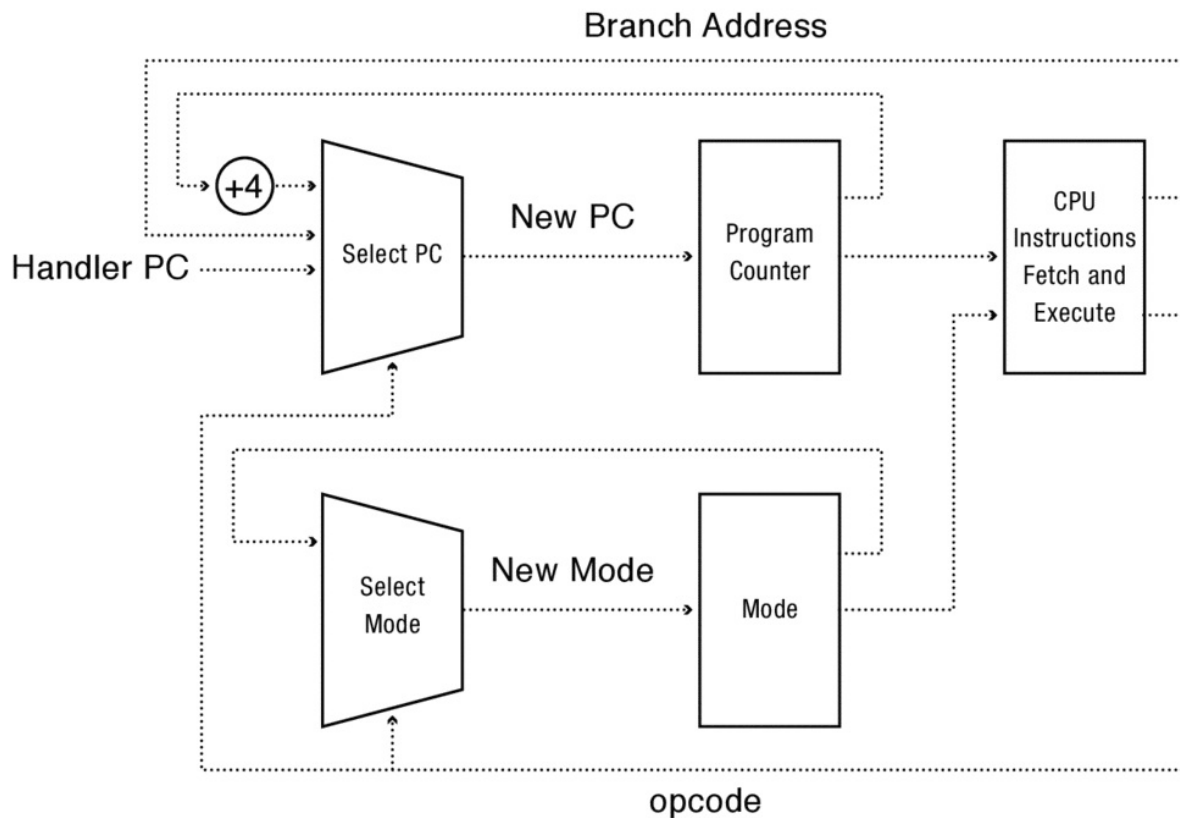 Branch Address
+4
Handler PC
Select PC
New PC
Program
Counter
CPU
Instructions
Fetch and
Execute
Select
Mode
New Mode
Mode
opcode